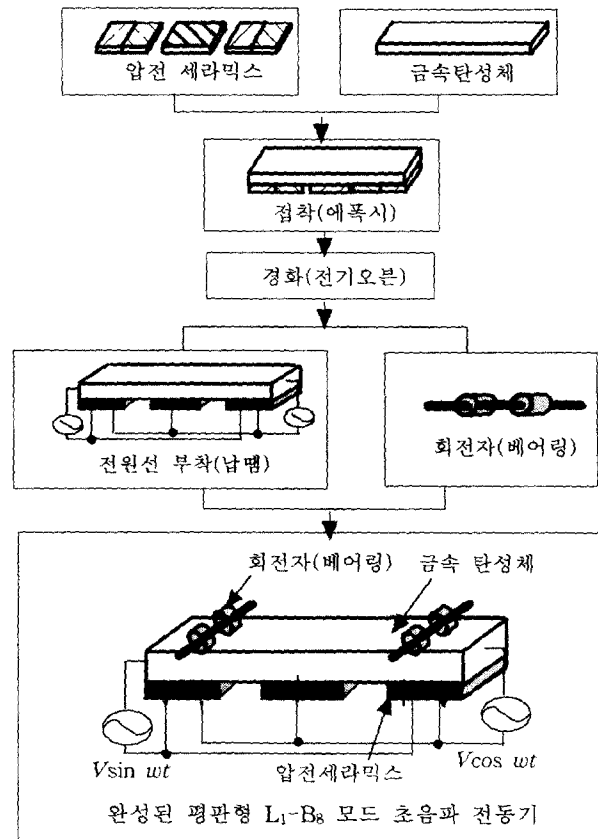 압전 세라믹스
금속탄성체
접착(에폭시)
경화(전기오븐)
전원선 부착(납땜)
회전자(베어링)
회전자(베어링)
금속 탄성체
Vsin wt
압전세라믹스
Vcos wt
완성된 평판형 L₁-B₈ 모드 초음파 전동기